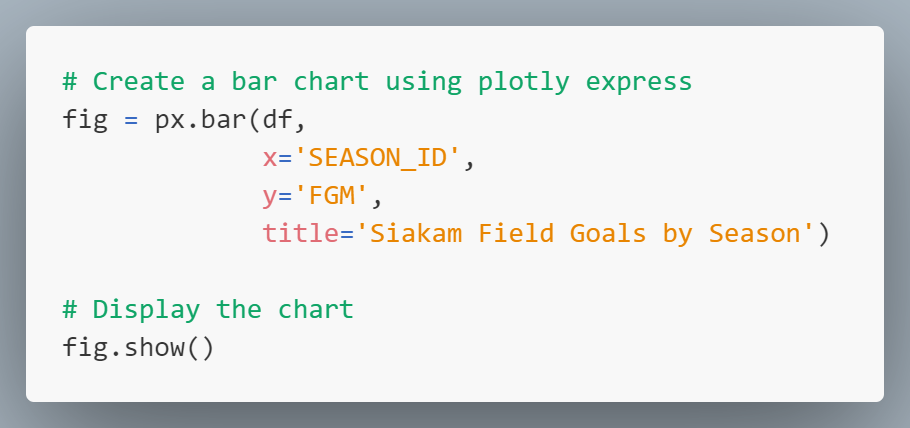 # Create a bar chart using plotly express
fig = px.bar(df,
             x='SEASON_ID',
             y='FGM',
             title='Siakam Field Goals by Season')

# Display the chart
fig.show()